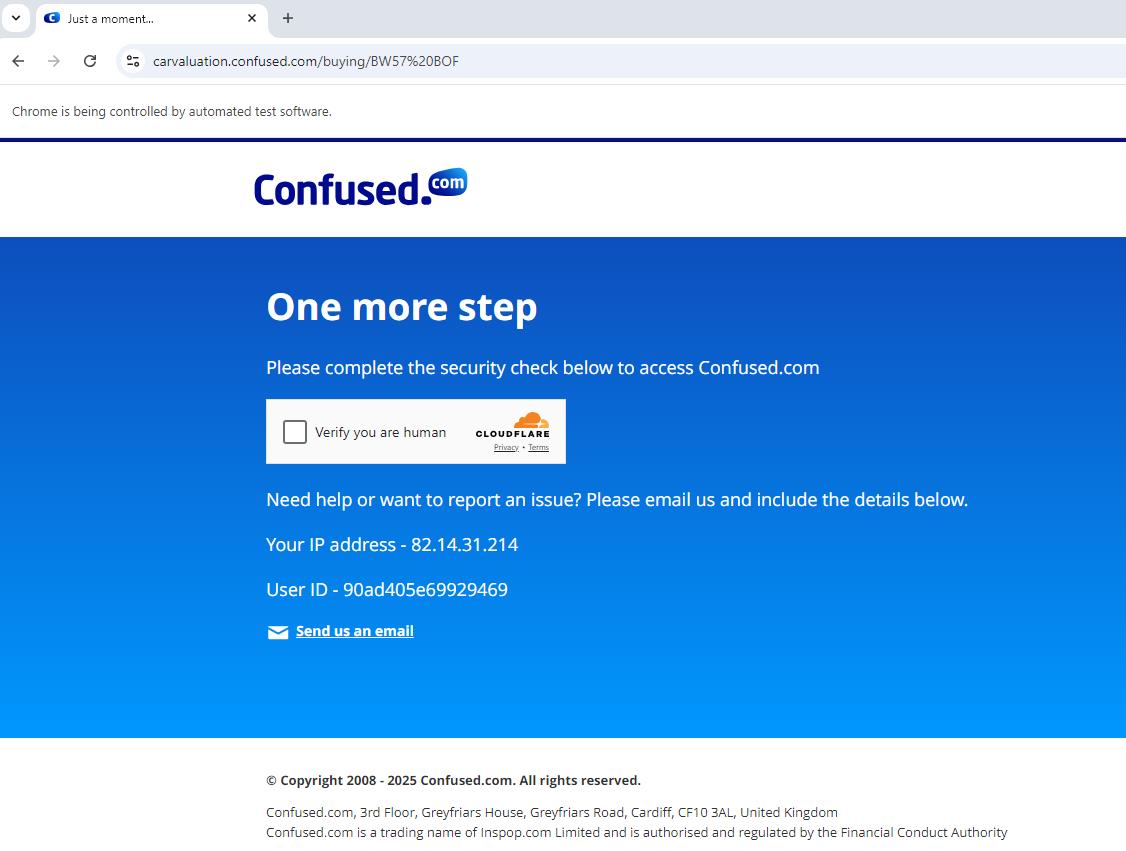 Just a moment...
carvaluation.confused.com/buying/BW57%20BOF
Chrome is being controlled by automated test software.
Confused.com
One more step
Please complete the security check below to access Confused.com
Verify you are human
CLOUDFLARE
Privacy • Terms
Need help or want to report an issue? Please email us and include the details below.
Your IP address - 82.14.31.214
User ID - 90ad405e69929469
Send us an email
© Copyright 2008 - 2025 Confused.com. All rights reserved.
Confused.com, 3rd Floor, Greyfriars House, Greyfriars Road, Cardiff, CF10 3AL, United Kingdom
Confused.com is a trading name of Inspop.com Limited and is authorised and regulated by the Financial Conduct Authority